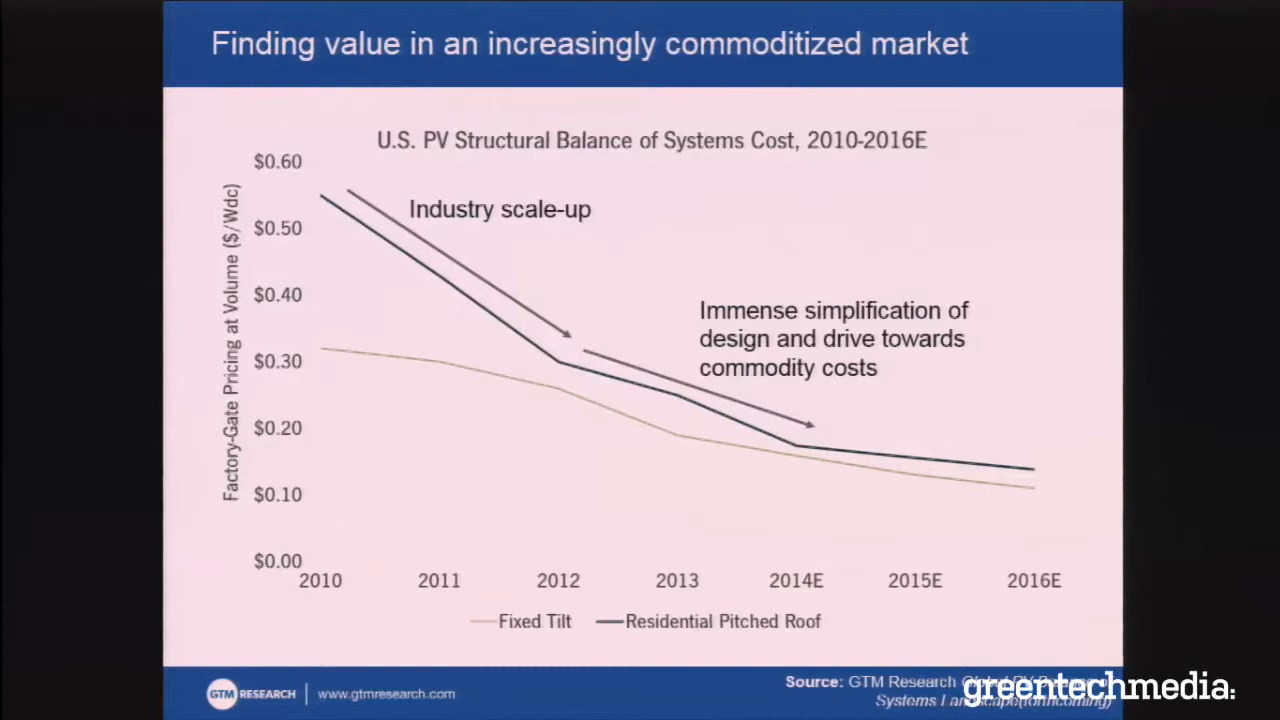 Finding value in an increasingly commoditized market
U.S. PV Structural Balance of Systems Cost, 2010-2016E
Factory-Gate Pricing at Volume ($/Wdc)
$0.60
$0.50
$0.40
$0.30
$0.20
$0.10
$0.00
Industry scale-up
Immense simplification of
design and drive towards
commodity costs
2010 2011 2012 2013 2014E 2015E 2016E
Fixed Tilt Residential Pitched Roof
GTM RESEARCH www.gtmresearch.com
Source: GTM Research
Systems Landscape(forthcoming)
greentechmedia: